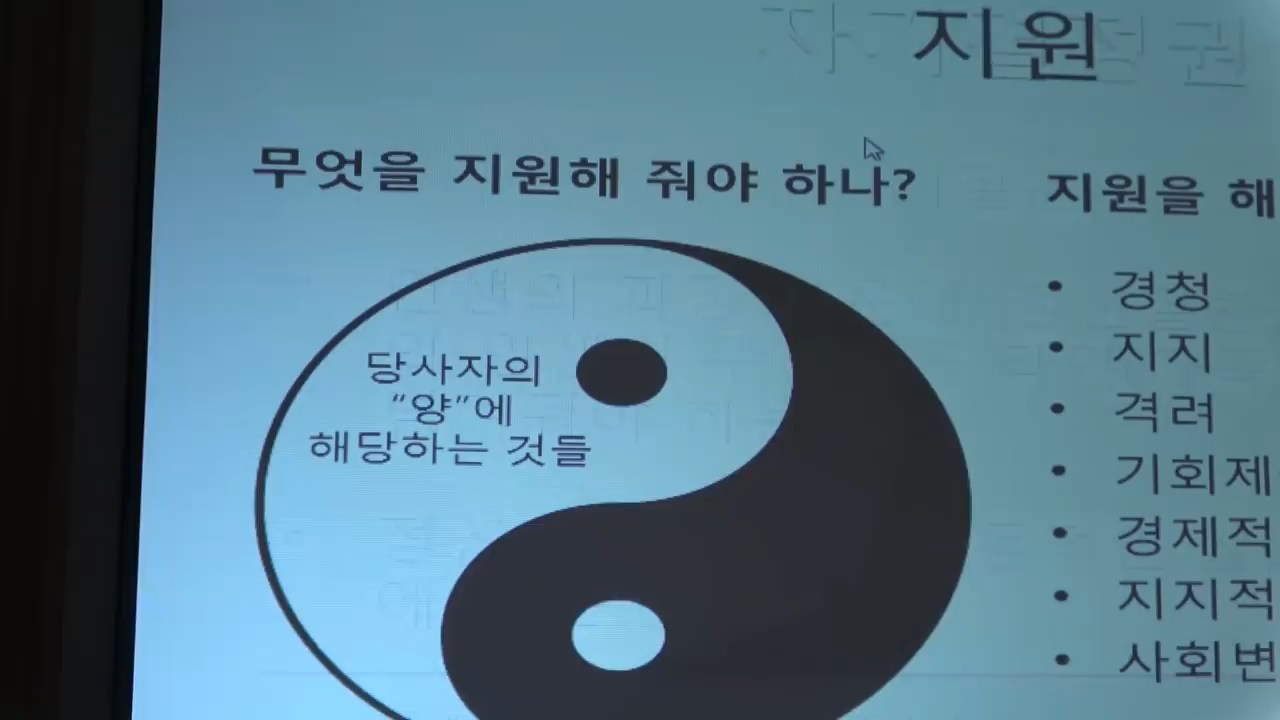 지원
무엇을 지원해 줘야 하나?
당사자의
“양”에
해당하는 것들
지원을 해
• 경청
• 지지
• 격려
• 기회제
• 경제적
• 지지적
• 사회변